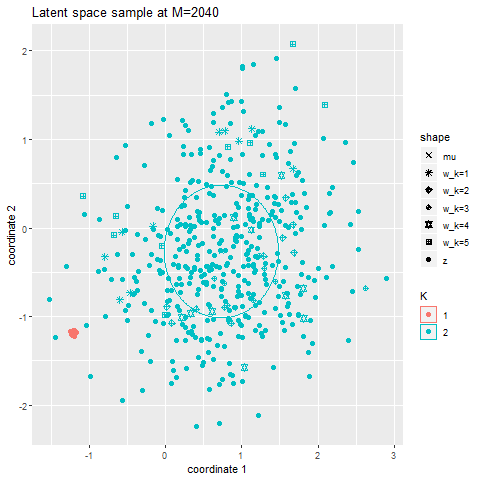 Latent space sample at M=2040
2
1
0
-1
-2
coordinate 2
-1
0
1
2
3
coordinate 1
shape
mu
w_k=1
w_k=2
w_k=3
w_k=4
w_k=5
z
K
1
2